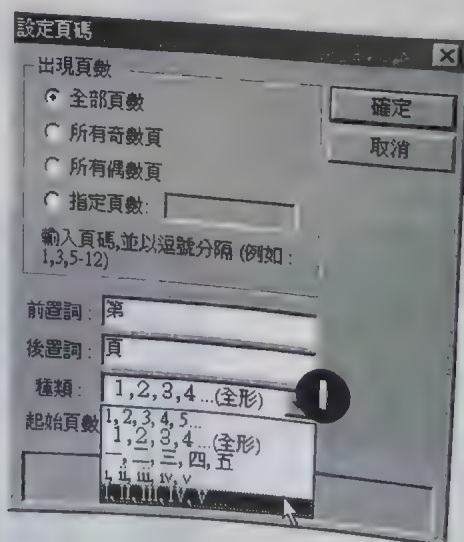 設定頁碼
出現頁數
全部頁數
所有奇數頁
所有偶數頁
指定頁數:
輸入頁碼,並以逗號分隔 (例如:
1,3,5-12)
確定
取消
前置詞: 第
後置詞: 頁
種類: 1,2,3,4...(全形)
1
起始頁數
1,2,3,4,5...
1,2,3,4...(全形)
一,二,三,四,五
i, ii, iii, iv, v
I, II, III, IV, V